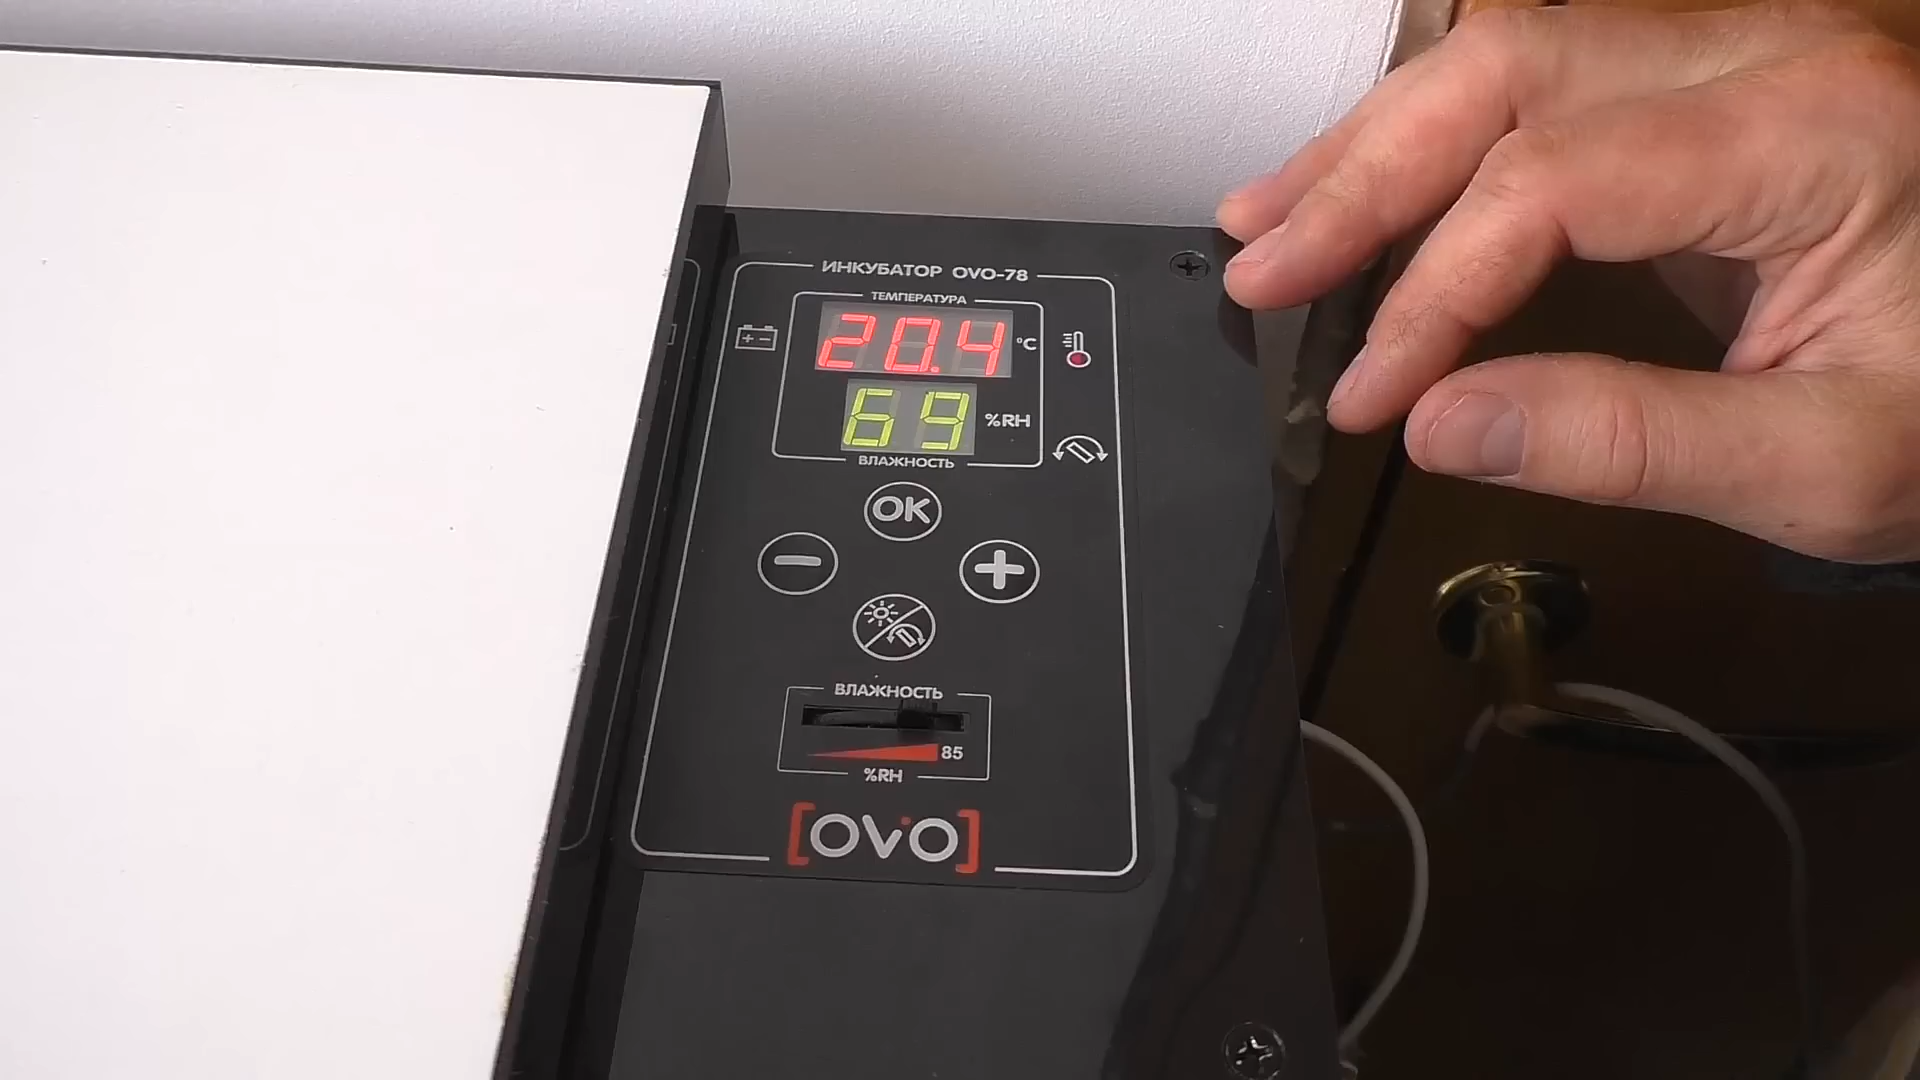 ИНКУБАТОР OVO-78
ТЕМПЕРАТУРА
20.4 °C
69 %RH
ВЛАЖНОСТЬ
OK
ВЛАЖНОСТЬ
85
%RH
[OVO]